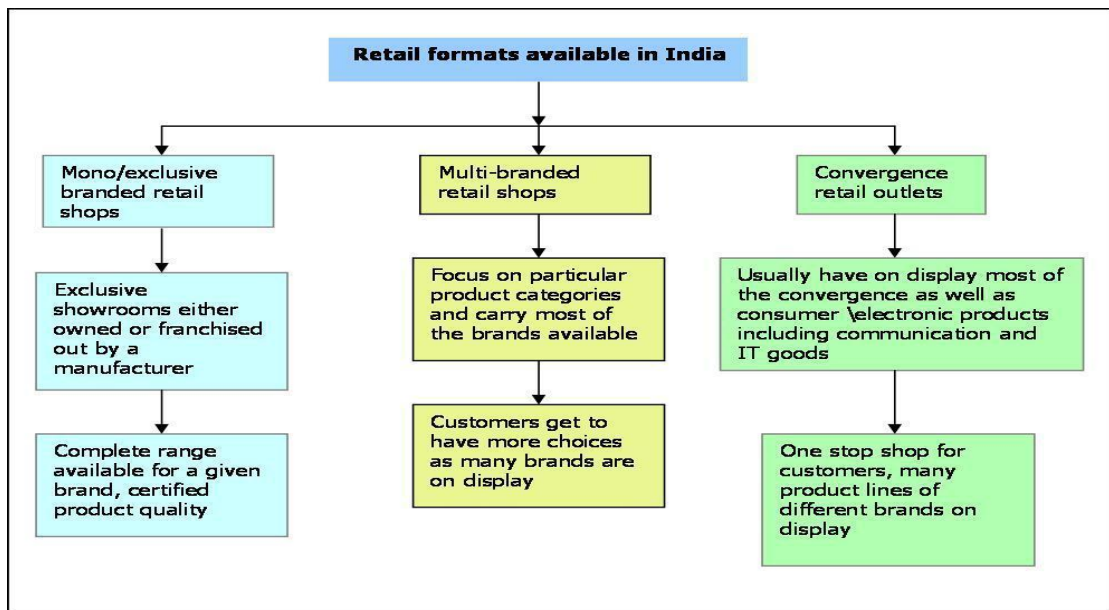 Retail formats available in India
Mono/exclusive
branded retail
shops
Multi-branded
retail shops
Convergence
retail outlets
Exclusive
showrooms either
owned or franchised
out by a
manufacturer
Focus on particular
product categories
and carry most of
the brands available
Usually have on display most of
the convergence as well as
consumer \electronic products
including communication and
IT goods
Complete range
available for a given
brand, certified
product quality
Customers get to
have more choices
as many brands are
on display
One stop shop for
customers, many
product lines of
different brands on
display